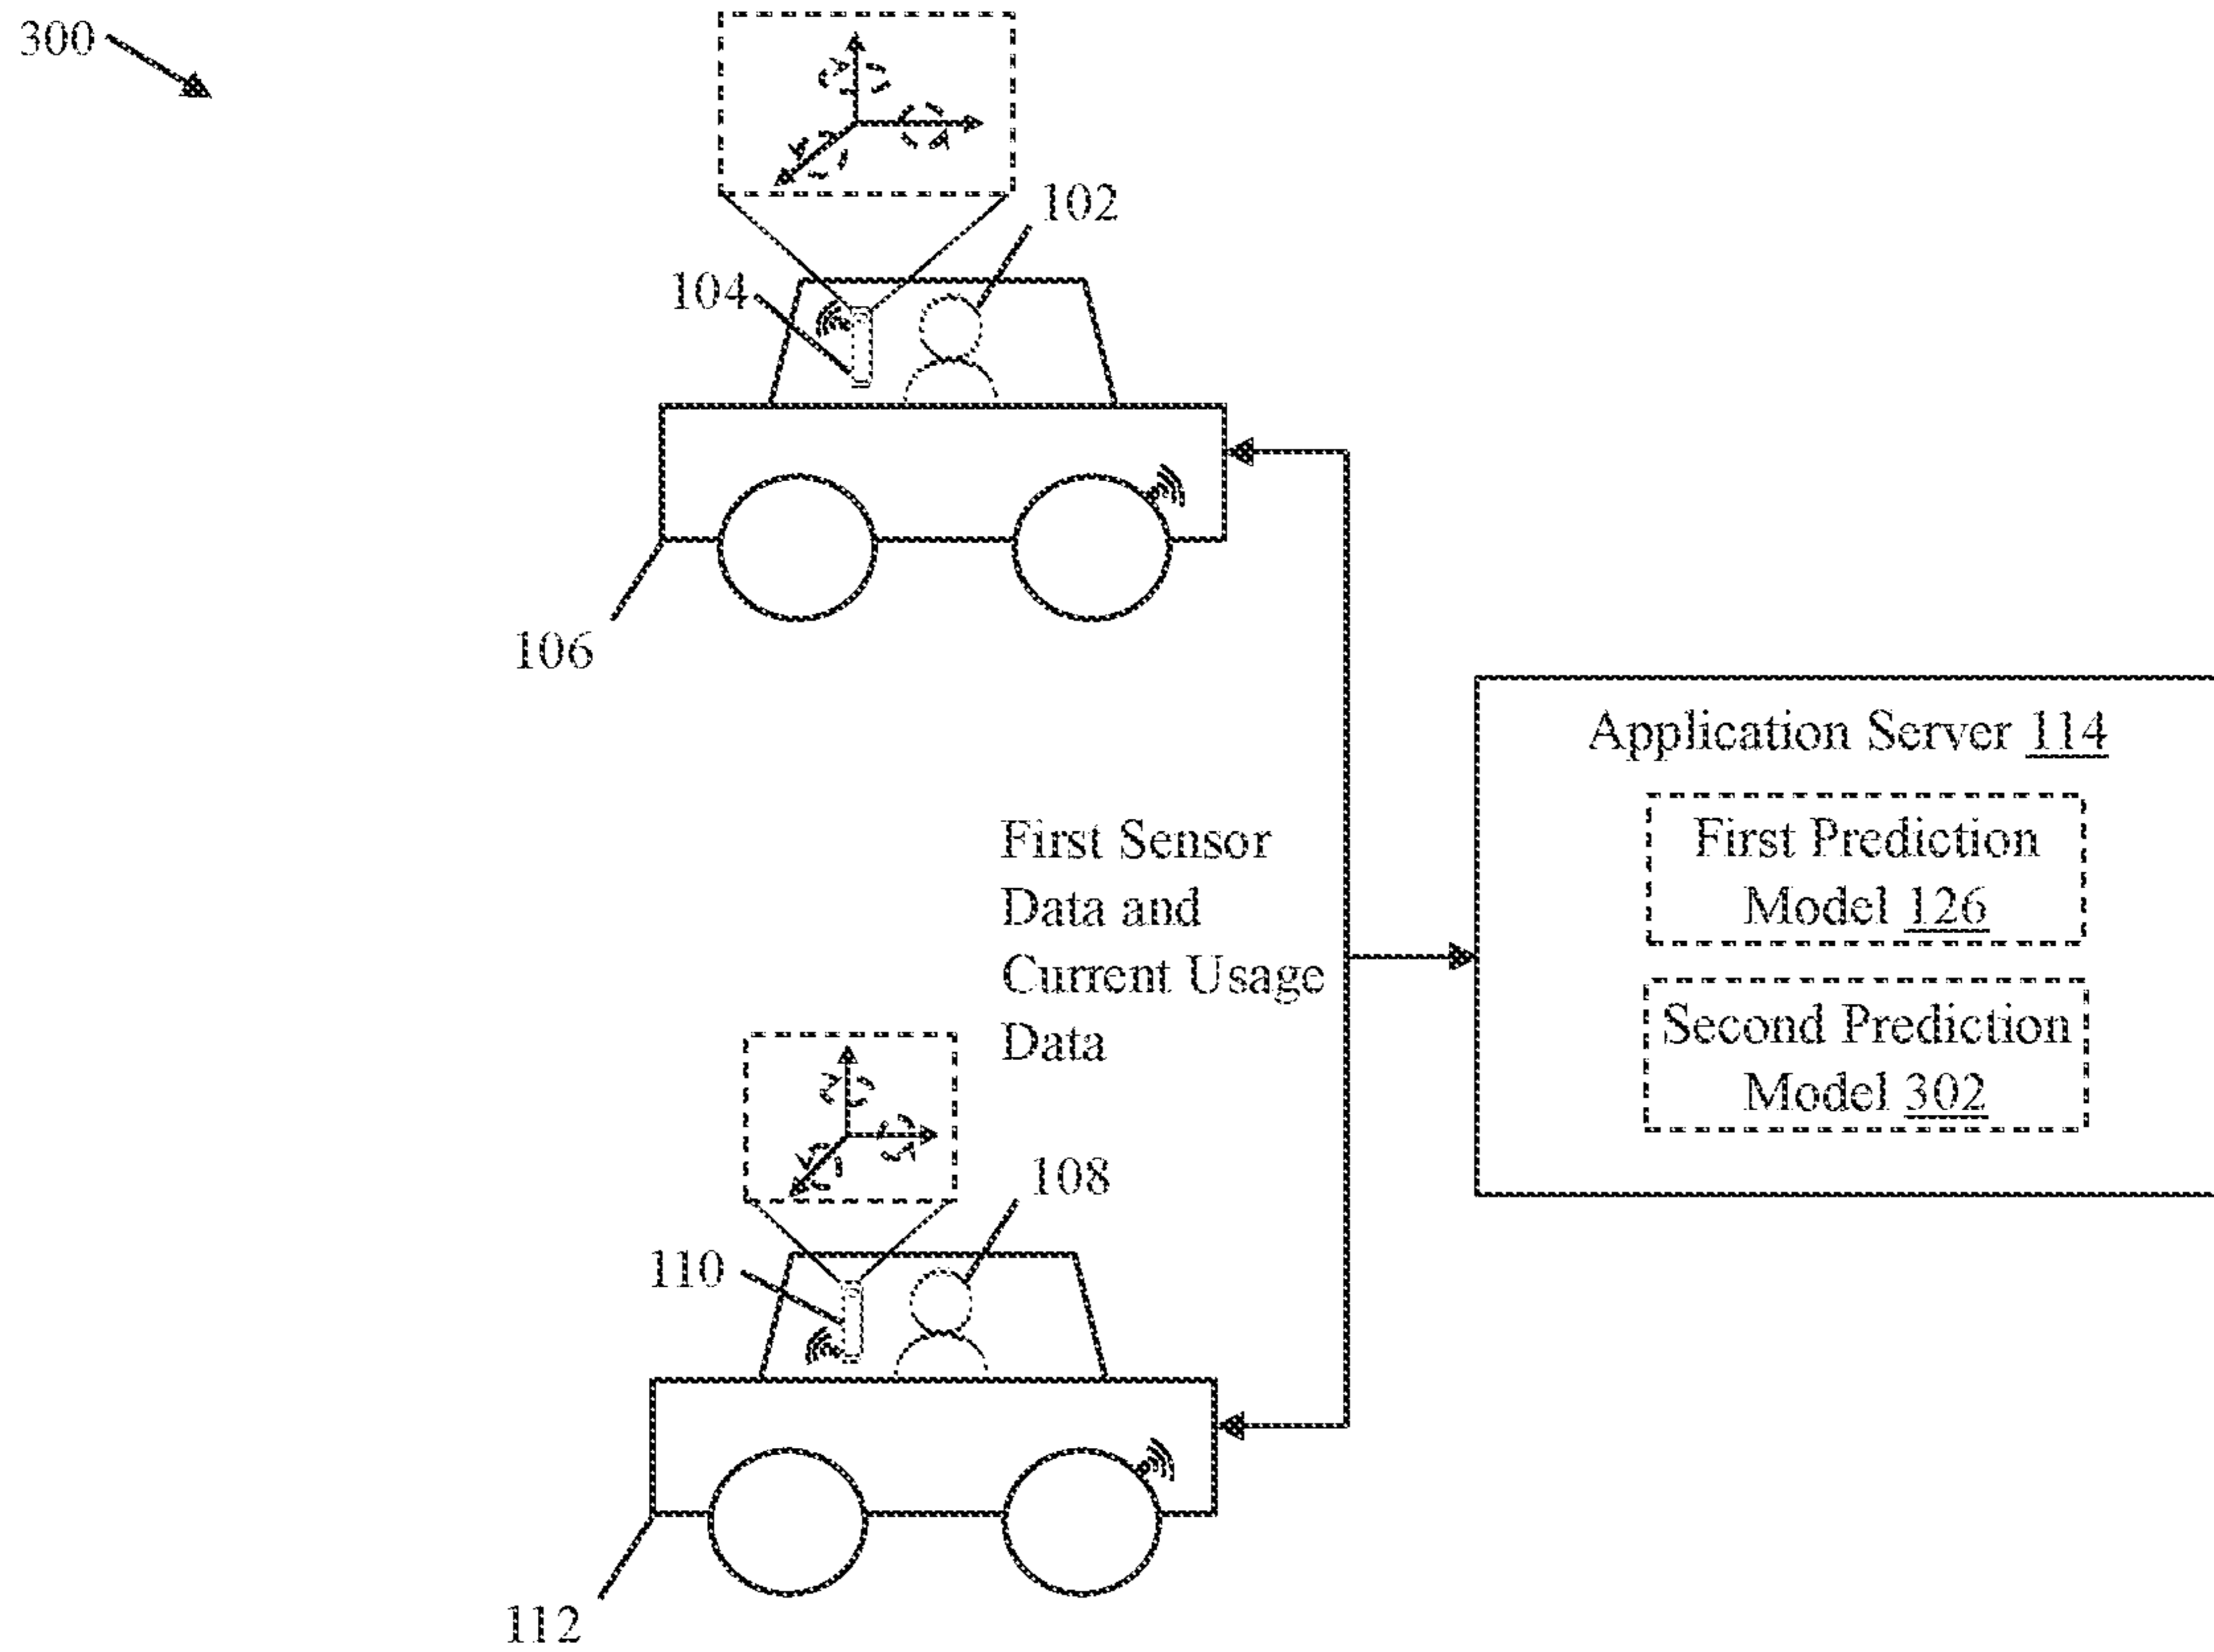 300
102
104
106
Application Server 114
First Prediction
Model 126
Second Prediction
Model 302
First Sensor
Data and
Current Usage
Data
108
110
112